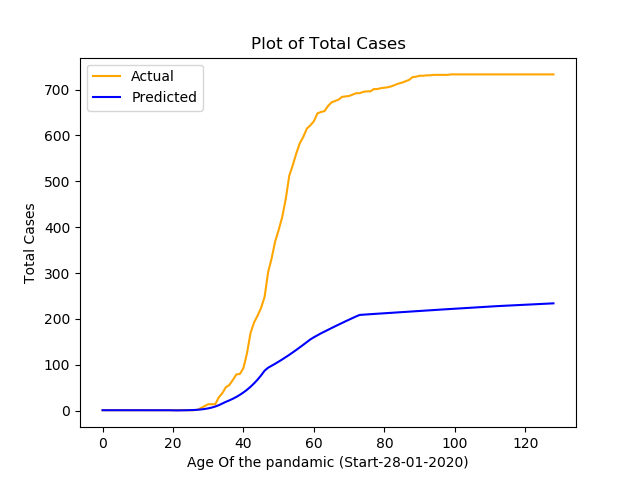 Plot of Total Cases
Actual
Predicted
700
600
500
400
300
200
100
0
Total Cases
0 20 40 60 80 100 120
Age Of the pandamic (Start-28-01-2020)